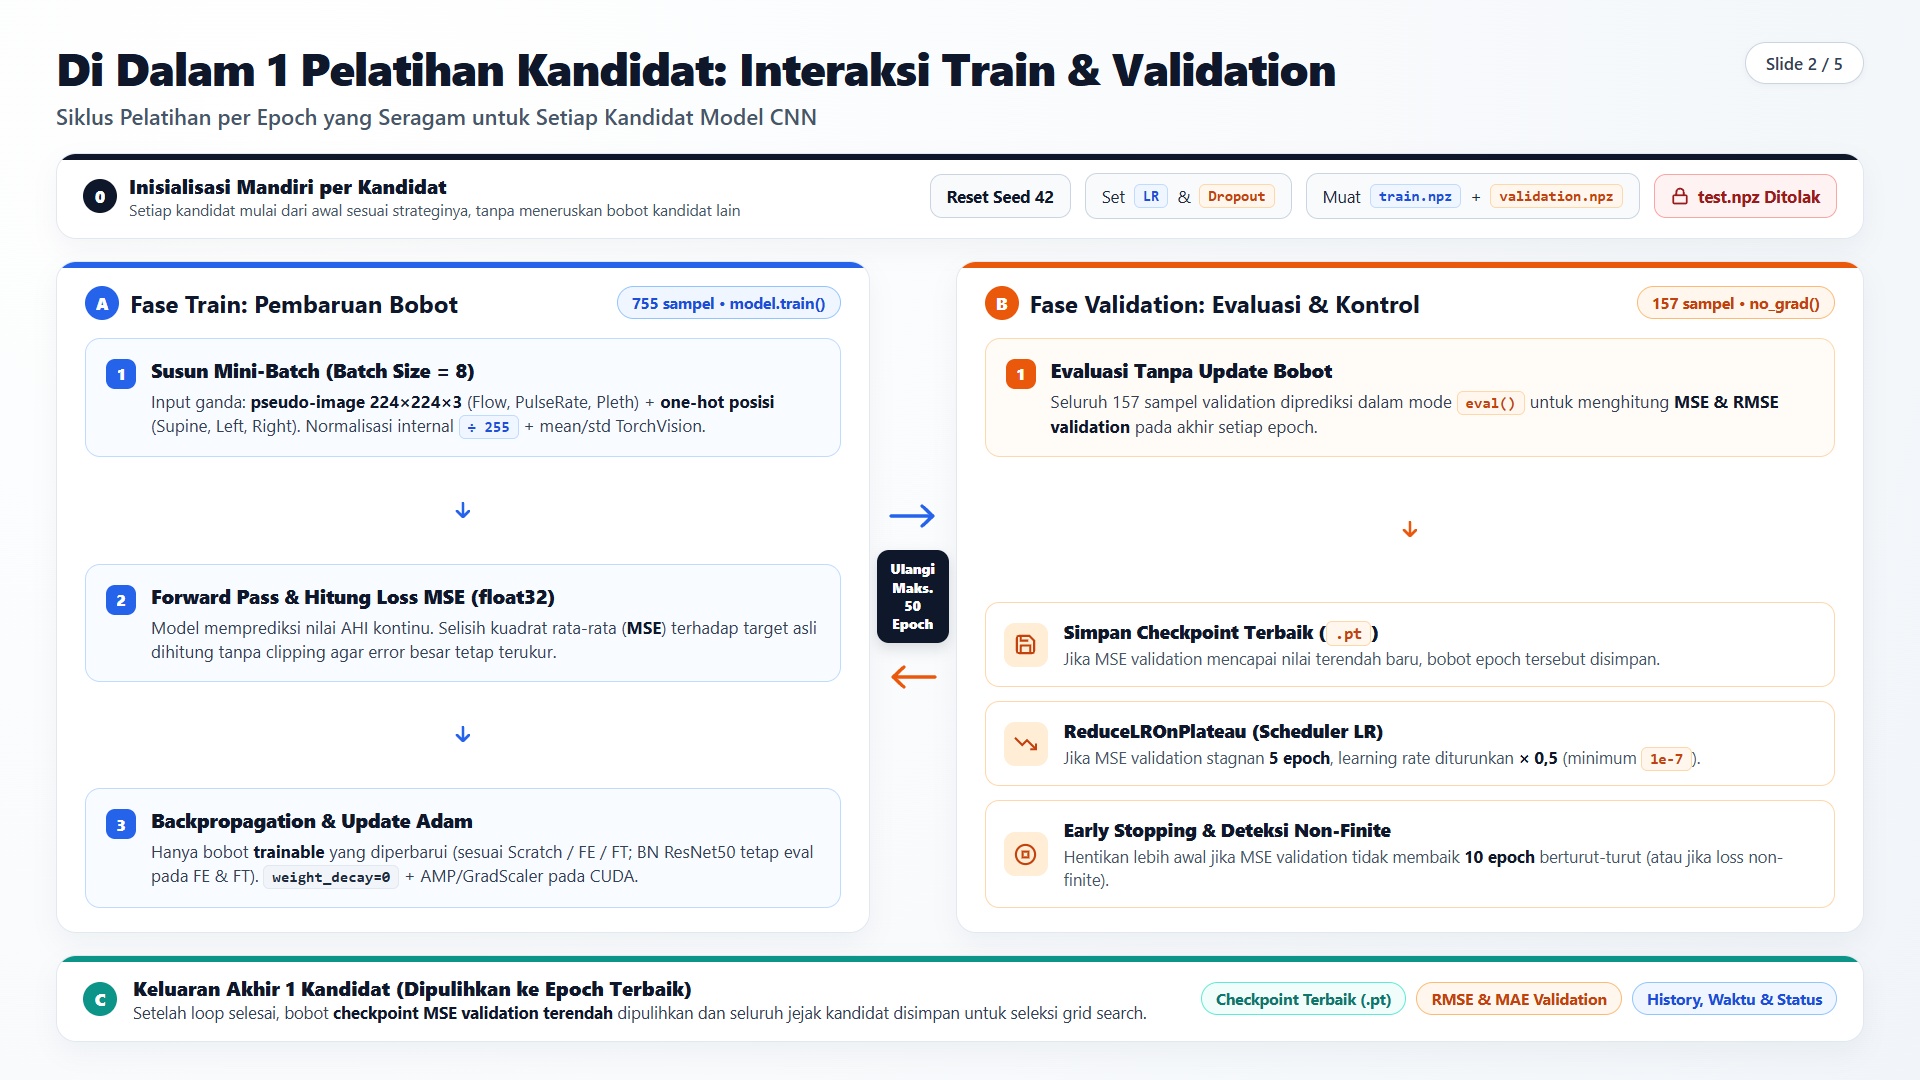 Di Dalam 1 Pelatihan Kandidat: Interaksi Train & Validation
Slide 2 / 5
Siklus Pelatihan per Epoch yang Seragam untuk Setiap Kandidat Model CNN
0
Inisialisasi Mandiri per Kandidat
Setiap kandidat mulai dari awal sesuai strateginya, tanpa meneruskan bobot kandidat lain
Reset Seed 42
Set LR & Dropout
Muat train.npz + validation.npz
test.npz Ditolak
A
Fase Train: Pembaruan Bobot
755 sampel • model.train()
1
Susun Mini-Batch (Batch Size = 8)
Input ganda: pseudo-image 224×224×3 (Flow, PulseRate, Pleth) + one-hot posisi
(Supine, Left, Right). Normalisasi internal ÷ 255 + mean/std TorchVision.
↓
2
Forward Pass & Hitung Loss MSE (float32)
Model memprediksi nilai AHI kontinu. Selisih kuadrat rata-rata (MSE) terhadap target asli
dihitung tanpa clipping agar error besar tetap terukur.
↓
3
Backpropagation & Update Adam
Hanya bobot trainable yang diperbarui (sesuai Scratch / FE / FT; BN ResNet50 tetap eval
pada FE & FT). weight_decay=0 + AMP/GradScaler pada CUDA.
→
Ulangi
Maks.
50
Epoch
←
B
Fase Validation: Evaluasi & Kontrol
157 sampel • no_grad()
1
Evaluasi Tanpa Update Bobot
Seluruh 157 sampel validation diprediksi dalam mode eval() untuk menghitung MSE & RMSE
validation pada akhir setiap epoch.
↓
Simpan Checkpoint Terbaik (.pt)
Jika MSE validation mencapai nilai terendah baru, bobot epoch tersebut disimpan.
ReduceLROnPlateau (Scheduler LR)
Jika MSE validation stagnan 5 epoch, learning rate diturunkan × 0,5 (minimum 1e-7).
Early Stopping & Deteksi Non-Finite
Hentikan lebih awal jika MSE validation tidak membaik 10 epoch berturut-turut (atau jika loss non-
finite).
C
Keluaran Akhir 1 Kandidat (Dipulihkan ke Epoch Terbaik)
Setelah loop selesai, bobot checkpoint MSE validation terendah dipulihkan dan seluruh jejak kandidat disimpan untuk seleksi grid search.
Checkpoint Terbaik (.pt)
RMSE & MAE Validation
History, Waktu & Status